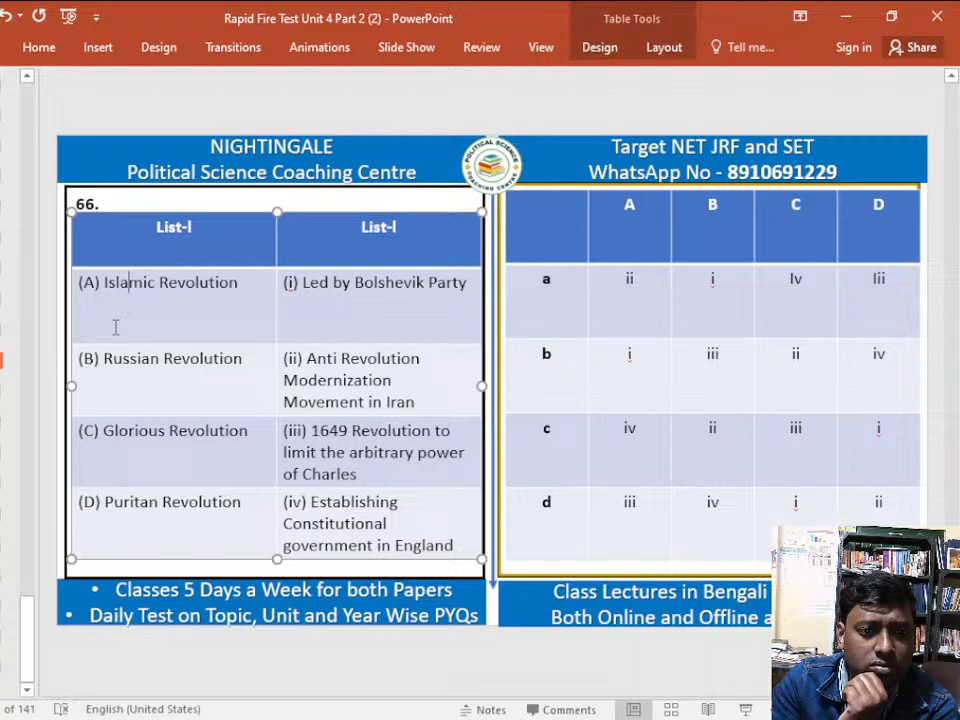 Rapid Fire Test Unit 4 Part 2 (2) - PowerPoint
Table Tools
Home Insert Design Transitions Animations Slide Show Review View Design Layout Tell me... Sign in Share
NIGHTINGALE
Political Science Coaching Centre
POLITICAL SCIENCE
COACHING CENTRE
Target NET JRF and SET
WhatsApp No - 8910691229
66.
List-I List-I
(A) Islamic Revolution (i) Led by Bolshevik Party
(B) Russian Revolution (ii) Anti Revolution
Modernization
Movement in Iran
(C) Glorious Revolution (iii) 1649 Revolution to
limit the arbitrary power
of Charles
(D) Puritan Revolution (iv) Establishing
Constitutional
government in England
A B C D
a ii i Iv Iii
b i iii ii iv
c iv ii iii i
d iii iv i ii
• Classes 5 Days a Week for both Papers
• Daily Test on Topic, Unit and Year Wise PYQs
Class Lectures in Bengali
Both Online and Offline a
of 141 English (United States) Notes Comments